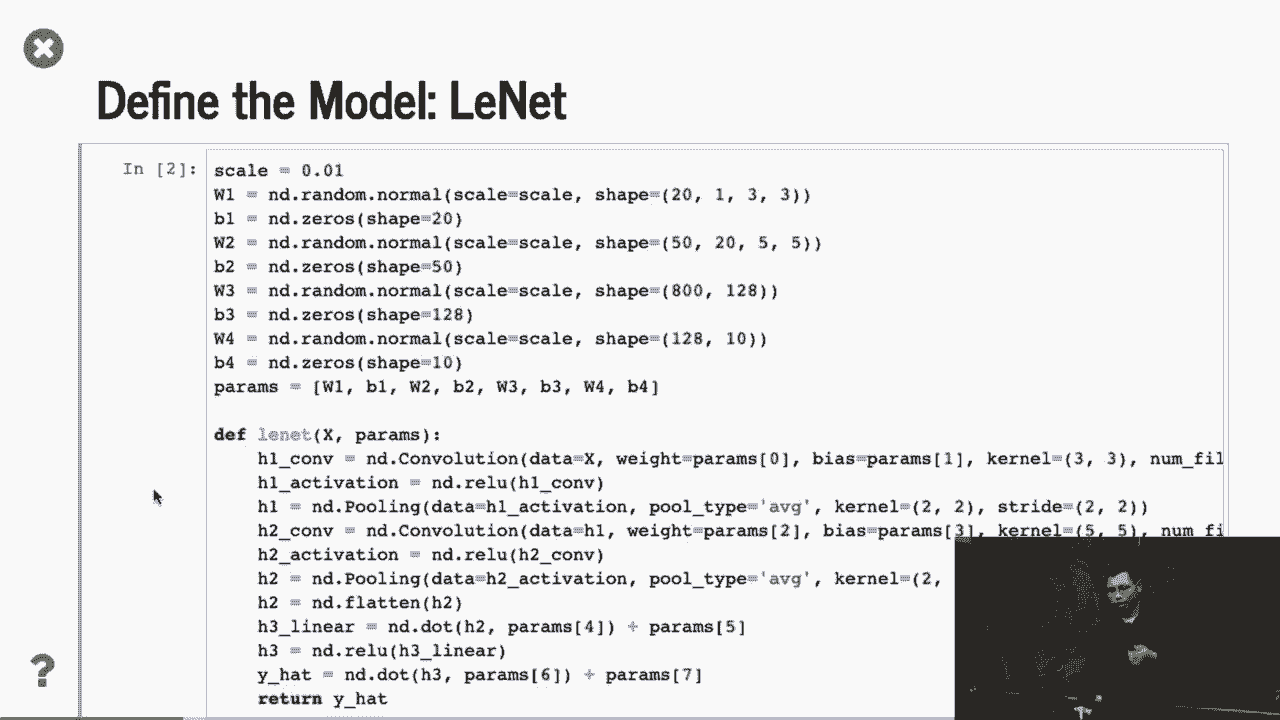 Define the Model: LeNet
In [2]:
scale = 0.01
W1 = nd.random.normal(scale=scale, shape=(20, 1, 3, 3))
b1 = nd.zeros(shape=20)
W2 = nd.random.normal(scale=scale, shape=(50, 20, 5, 5))
b2 = nd.zeros(shape=50)
W3 = nd.random.normal(scale=scale, shape=(800, 128))
b3 = nd.zeros(shape=128)
W4 = nd.random.normal(scale=scale, shape=(128, 10))
b4 = nd.zeros(shape=10)
params = [W1, b1, W2, b2, W3, b3, W4, b4]
def lenet(X, params):
h1_conv = nd.Convolution(data=X, weight=params[0], bias=params[1], kernel=(3, 3), num_fil
h1_activation = nd.relu(h1_conv)
h1 = nd.Pooling(data=h1_activation, pool_type='avg', kernel=(2, 2), stride=(2, 2))
h2_conv = nd.Convolution(data=h1, weight=params[2], bias=params[3], kernel=(5, 5), num_fi
h2_activation = nd.relu(h2_conv)
h2 = nd.Pooling(data=h2_activation, pool_type='avg', kernel=(2,
h2 = nd.flatten(h2)
h3_linear = nd.dot(h2, params[4]) + params[5]
h3 = nd.relu(h3_linear)
y_hat = nd.dot(h3, params[6]) + params[7]
return y_hat
?